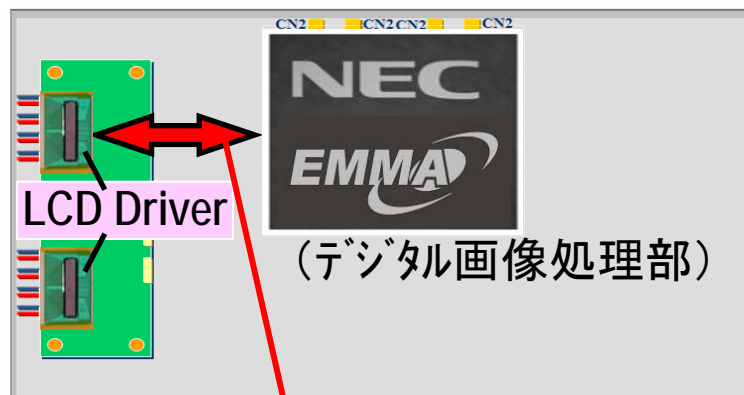 CN2 CN2 CN2 CN2
NEC
EMMA
LCD Driver
（ﾃﾞｼﾞﾀﾙ画像処理部）